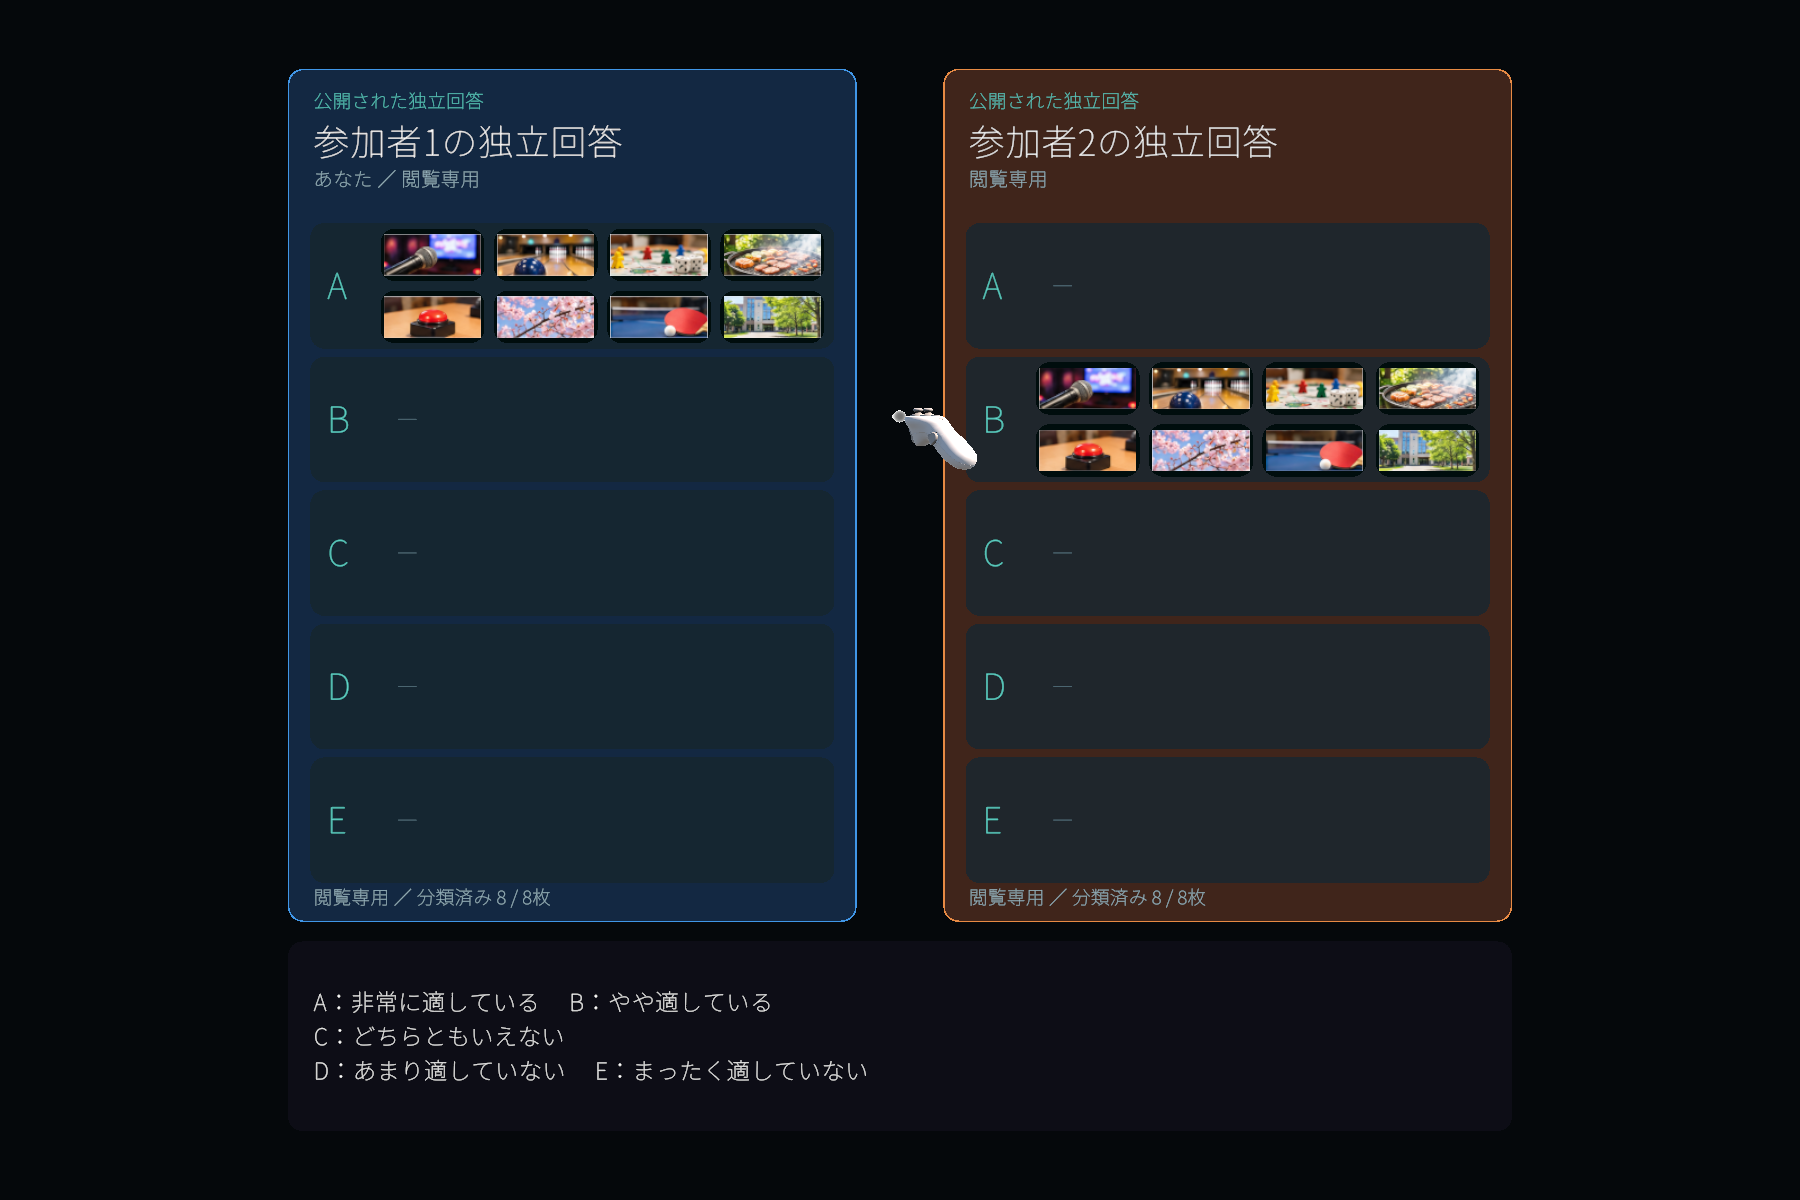 公開された独立回答
参加者1の独立回答
あなた ／ 閲覧専用
A
B
—
C
—
D
—
E
—
閲覧専用 ／ 分類済み 8 / 8枚
公開された独立回答
参加者2の独立回答
閲覧専用
A
—
B
C
—
D
—
E
—
閲覧専用 ／ 分類済み 8 / 8枚
A：非常に適している　B：やや適している
C：どちらともいえない
D：あまり適していない　E：まったく適していない